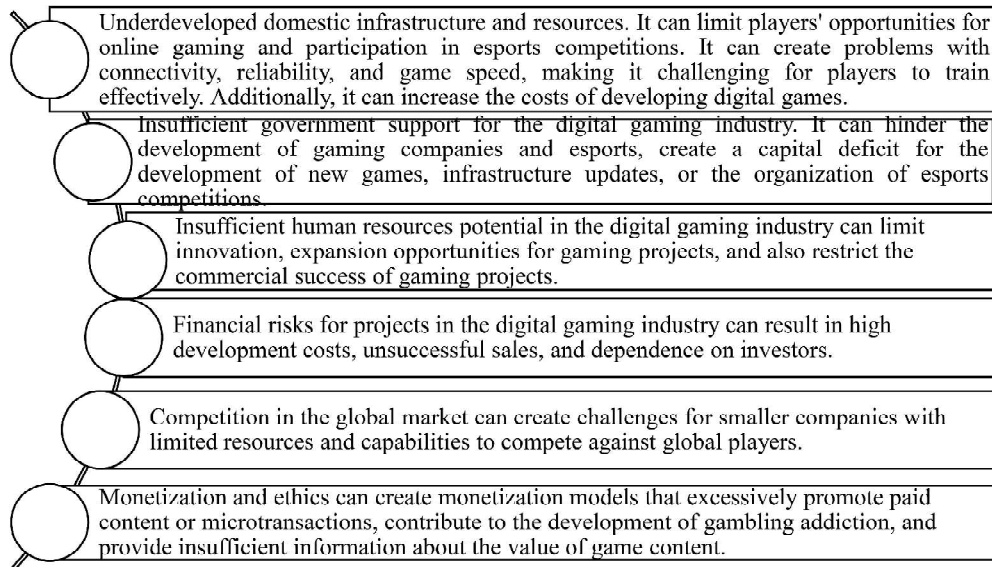 Underdeveloped domestic infrastructure and resources. It can limit players' opportunities for
online gaming and participation in esports competitions. It can create problems with
connectivity, reliability, and game speed, making it challenging for players to train
effectively. Additionally, it can increase the costs of developing digital games.
Insufficient government support for the digital gaming industry. It can hinder the
development of gaming companies and esports, create a capital deficit for the
development of new games, infrastructure updates, or the organization of esports
competitions.
Insufficient human resources potential in the digital gaming industry can limit
innovation, expansion opportunities for gaming projects, and also restrict the
commercial success of gaming projects.
Financial risks for projects in the digital gaming industry can result in high
development costs, unsuccessful sales, and dependence on investors.
Competition in the global market can create challenges for smaller companies with
limited resources and capabilities to compete against global players.
Monetization and ethics can create monetization models that excessively promote paid
content or microtransactions, contribute to the development of gambling addiction, and
provide insufficient information about the value of game content.